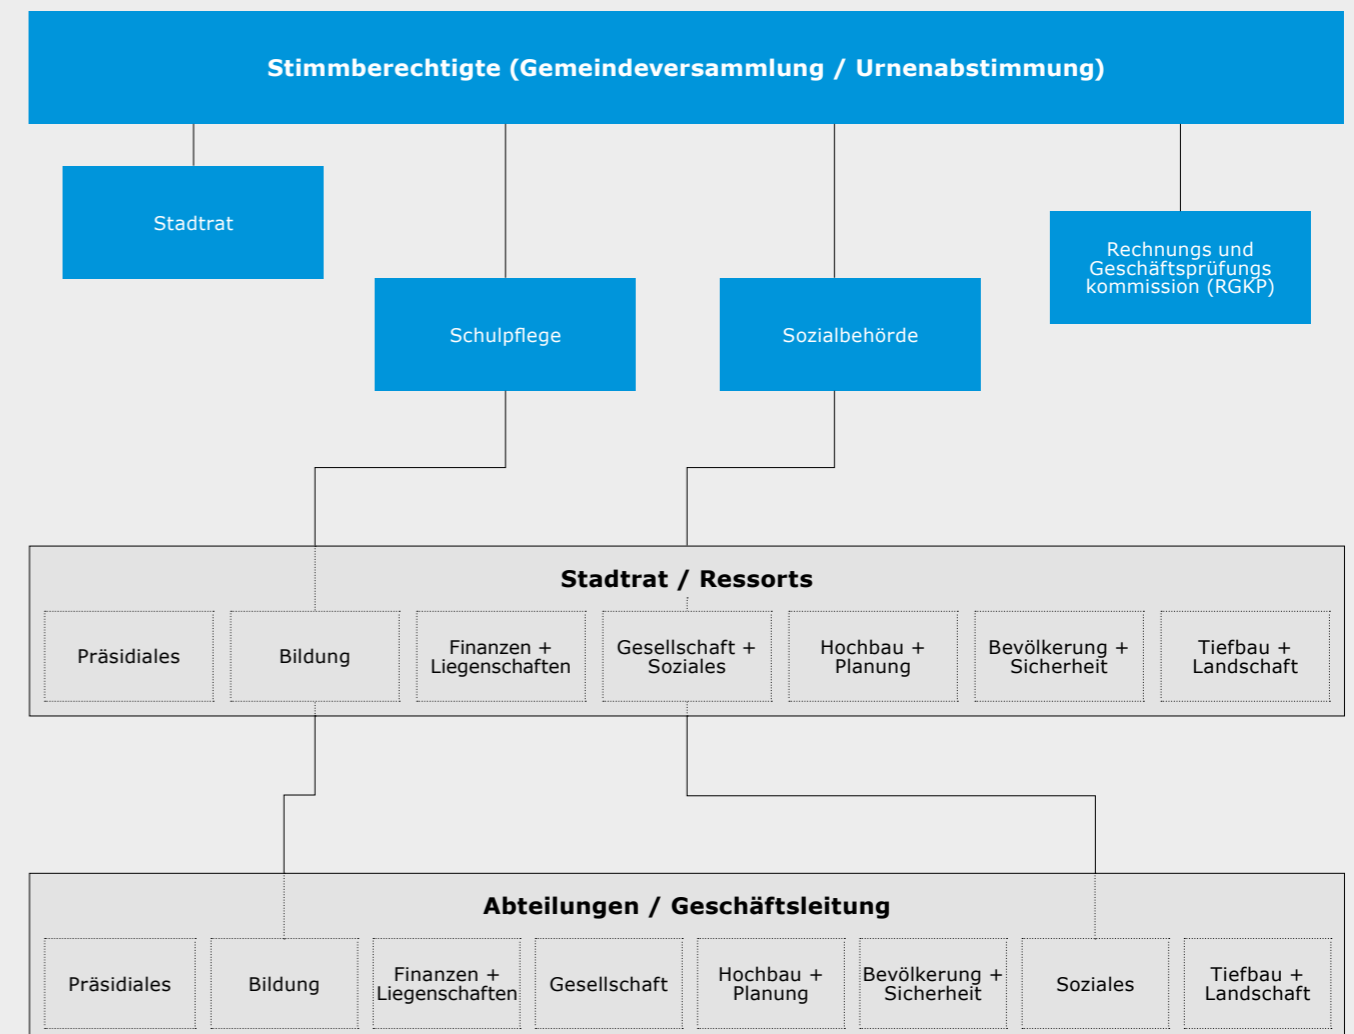 Stimmberechtigte (Gemeindeversammlung / Urnenabstimmung)
Stadtrat
Rechnungs und
Geschäftsprüfungs
kommission (RGKP)
Schulpflege
Sozialbehörde
Stadtrat / Ressorts
Präsidiales
Bildung
Finanzen +
Liegenschaften
Gesellschaft +
Soziales
Hochbau +
Planung
Bevölkerung +
Sicherheit
Tiefbau +
Landschaft
Abteilungen / Geschäftsleitung
Präsidiales
Bildung
Finanzen +
Liegenschaften
Gesellschaft
Hochbau +
Planung
Bevölkerung +
Sicherheit
Soziales
Tiefbau +
Landschaft